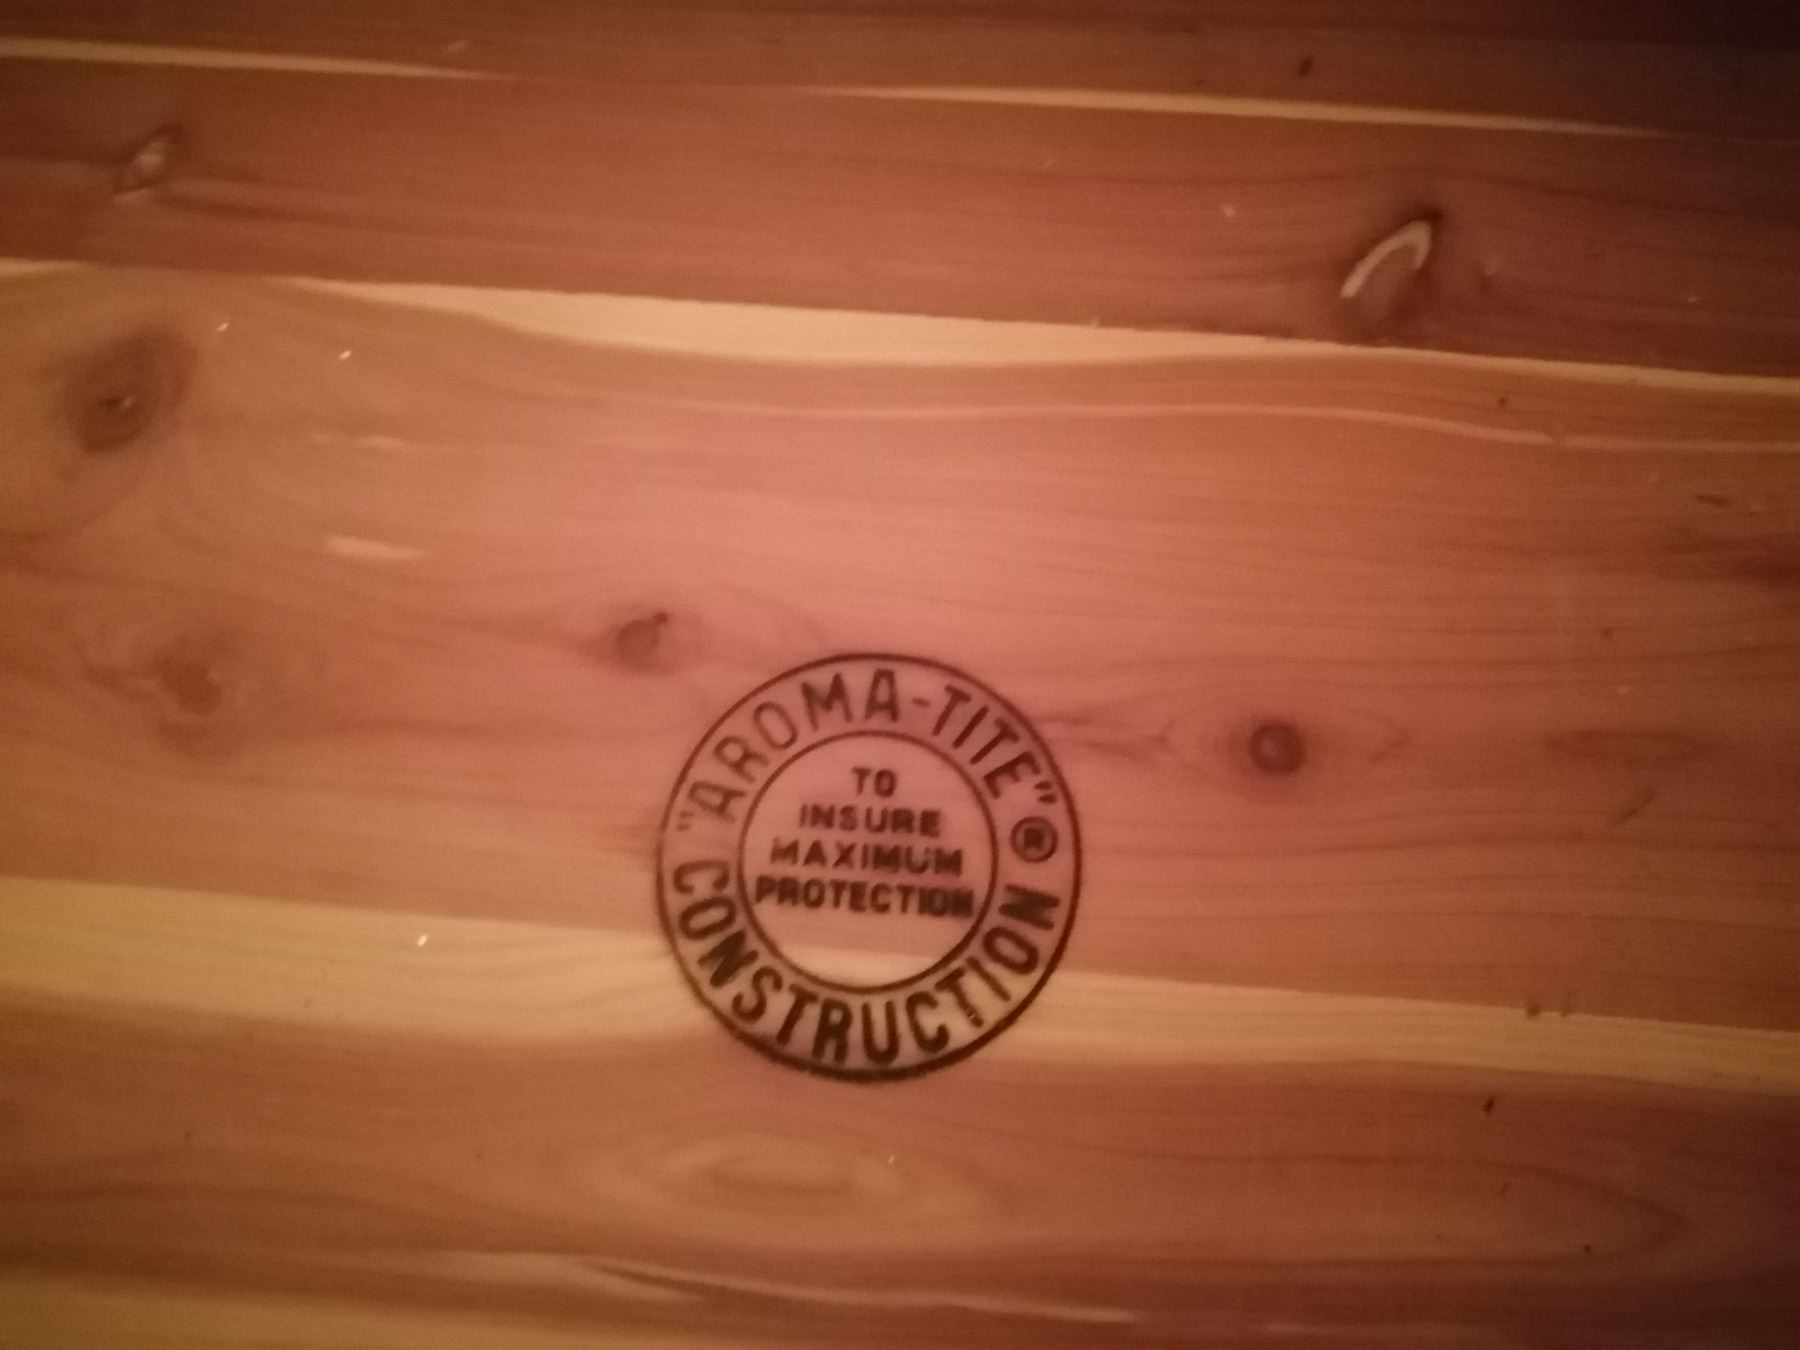 "AROMA-TITE"®
TO
INSURE
MAXIMUM
PROTECTION
CONSTRUCTION